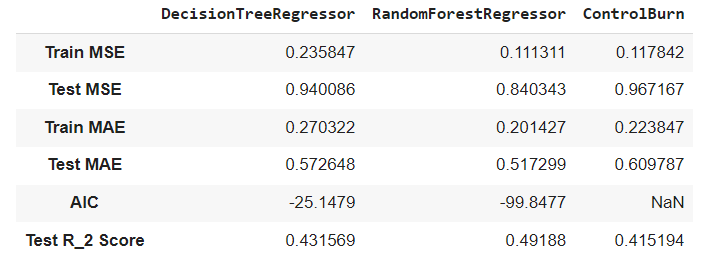 DecisionTreeRegressor RandomForestRegressor ControlBurn
Train MSE 0.235847 0.111311 0.117842
Test MSE 0.940086 0.840343 0.967167
Train MAE 0.270322 0.201427 0.223847
Test MAE 0.572648 0.517299 0.609787
AIC -25.1479 -99.8477 NaN
Test R_2 Score 0.431569 0.49188 0.415194